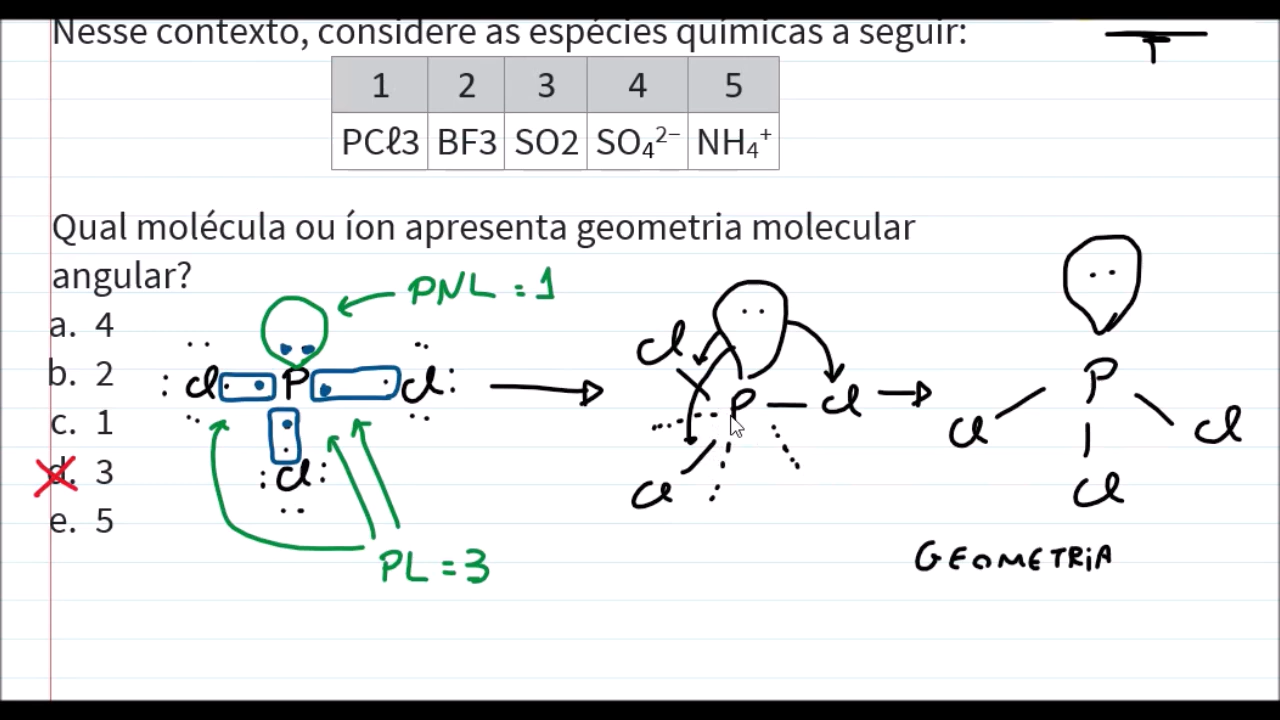 Nesse contexto, considere as espécies químicas a seguir:
1 2 3 4 5
PCℓ3 BF3 SO2 SO₄²⁻ NH₄⁺
Qual molécula ou íon apresenta geometria molecular
angular?
a. 4
b. 2
c. 1
d. 3
e. 5
PNL = 1
Cl P Cl
Cl
PL = 3
Cl
P Cl
Cl
P
Cl Cl
Cl
GEOMETRIA